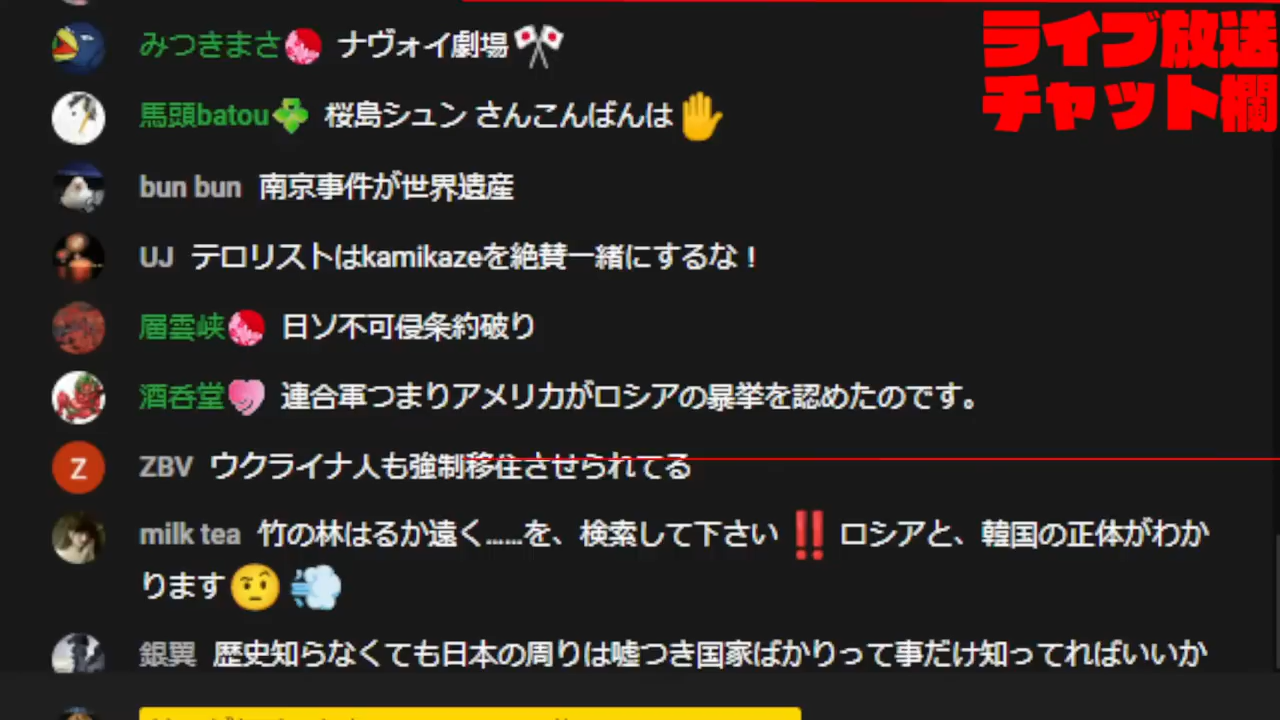 ライブ放送
チャット欄
みつきまさ ナヴォイ劇場🎌
馬頭batou🍀 桜島シュン さんこんばんは✋
bun bun 南京事件が世界遺産
UJ テロリストはkamikazeを絶賛一緒にするな！
層雲峡 日ソ不可侵条約破り
酒呑堂 連合軍つまりアメリカがロシアの暴挙を認めたのです。
Z
ZBV ウクライナ人も強制移住させられてる
milk tea 竹の林はるか遠く……を、検索して下さい‼️ロシアと、韓国の正体がわか
ります🤨💨
銀翼 歴史知らなくても日本の周りは嘘つき国家ばかりって事だけ知ってればいいか